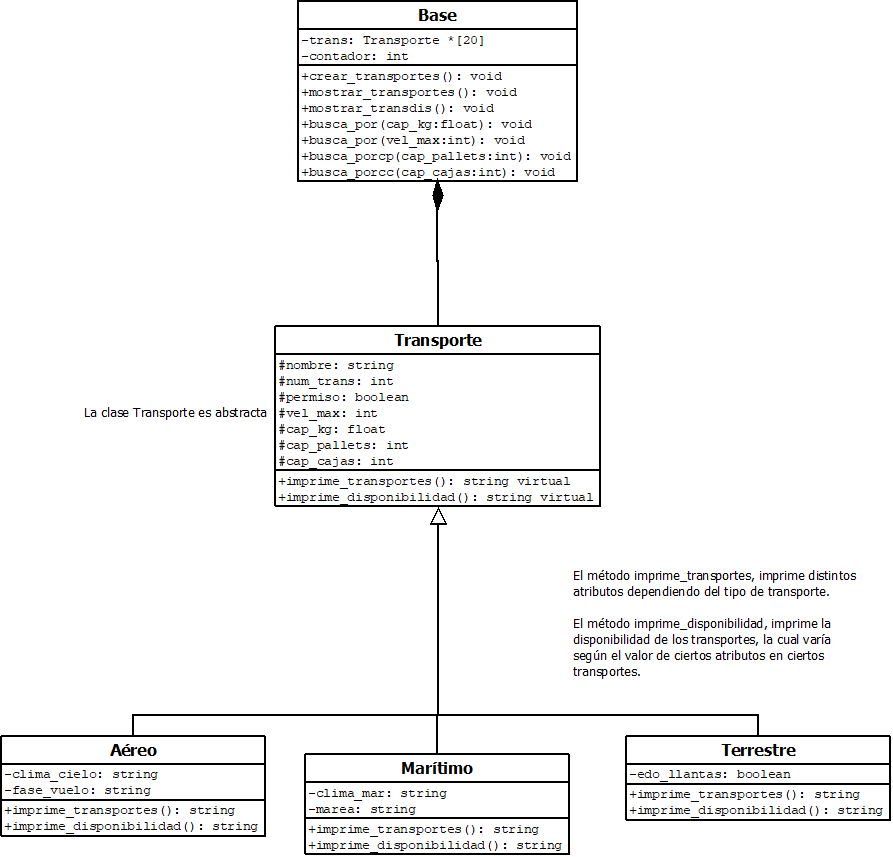 Base
-trans: Transporte *[20]
-contador: int
+crear_transportes(): void
+mostrar_transportes(): void
+mostrar_transdis(): void
+busca_por(cap_kg:float): void
+busca_por(vel_max:int): void
+busca_porcp(cap_pallets:int): void
+busca_porcc(cap_cajas:int): void
Transporte
#nombre: string
#num_trans: int
#permiso: boolean
#vel_max: int
#cap_kg: float
#cap_pallets: int
#cap_cajas: int
+imprime_transportes(): string virtual
+imprime_disponibilidad(): string virtual
La clase Transporte es abstracta
El método imprime_transportes, imprime distintos
atributos dependiendo del tipo de transporte.
El método imprime_disponibilidad, imprime la
disponibilidad de los transportes, la cual varía
según el valor de ciertos atributos en ciertos
transportes.
Aéreo
-clima_cielo: string
-fase_vuelo: string
+imprime_transportes(): string
+imprime_disponibilidad(): string
Marítimo
-clima_mar: string
-marea: string
+imprime_transportes(): string
+imprime_disponibilidad(): string
Terrestre
-edo_llantas: boolean
+imprime_transportes(): string
+imprime_disponibilidad(): string